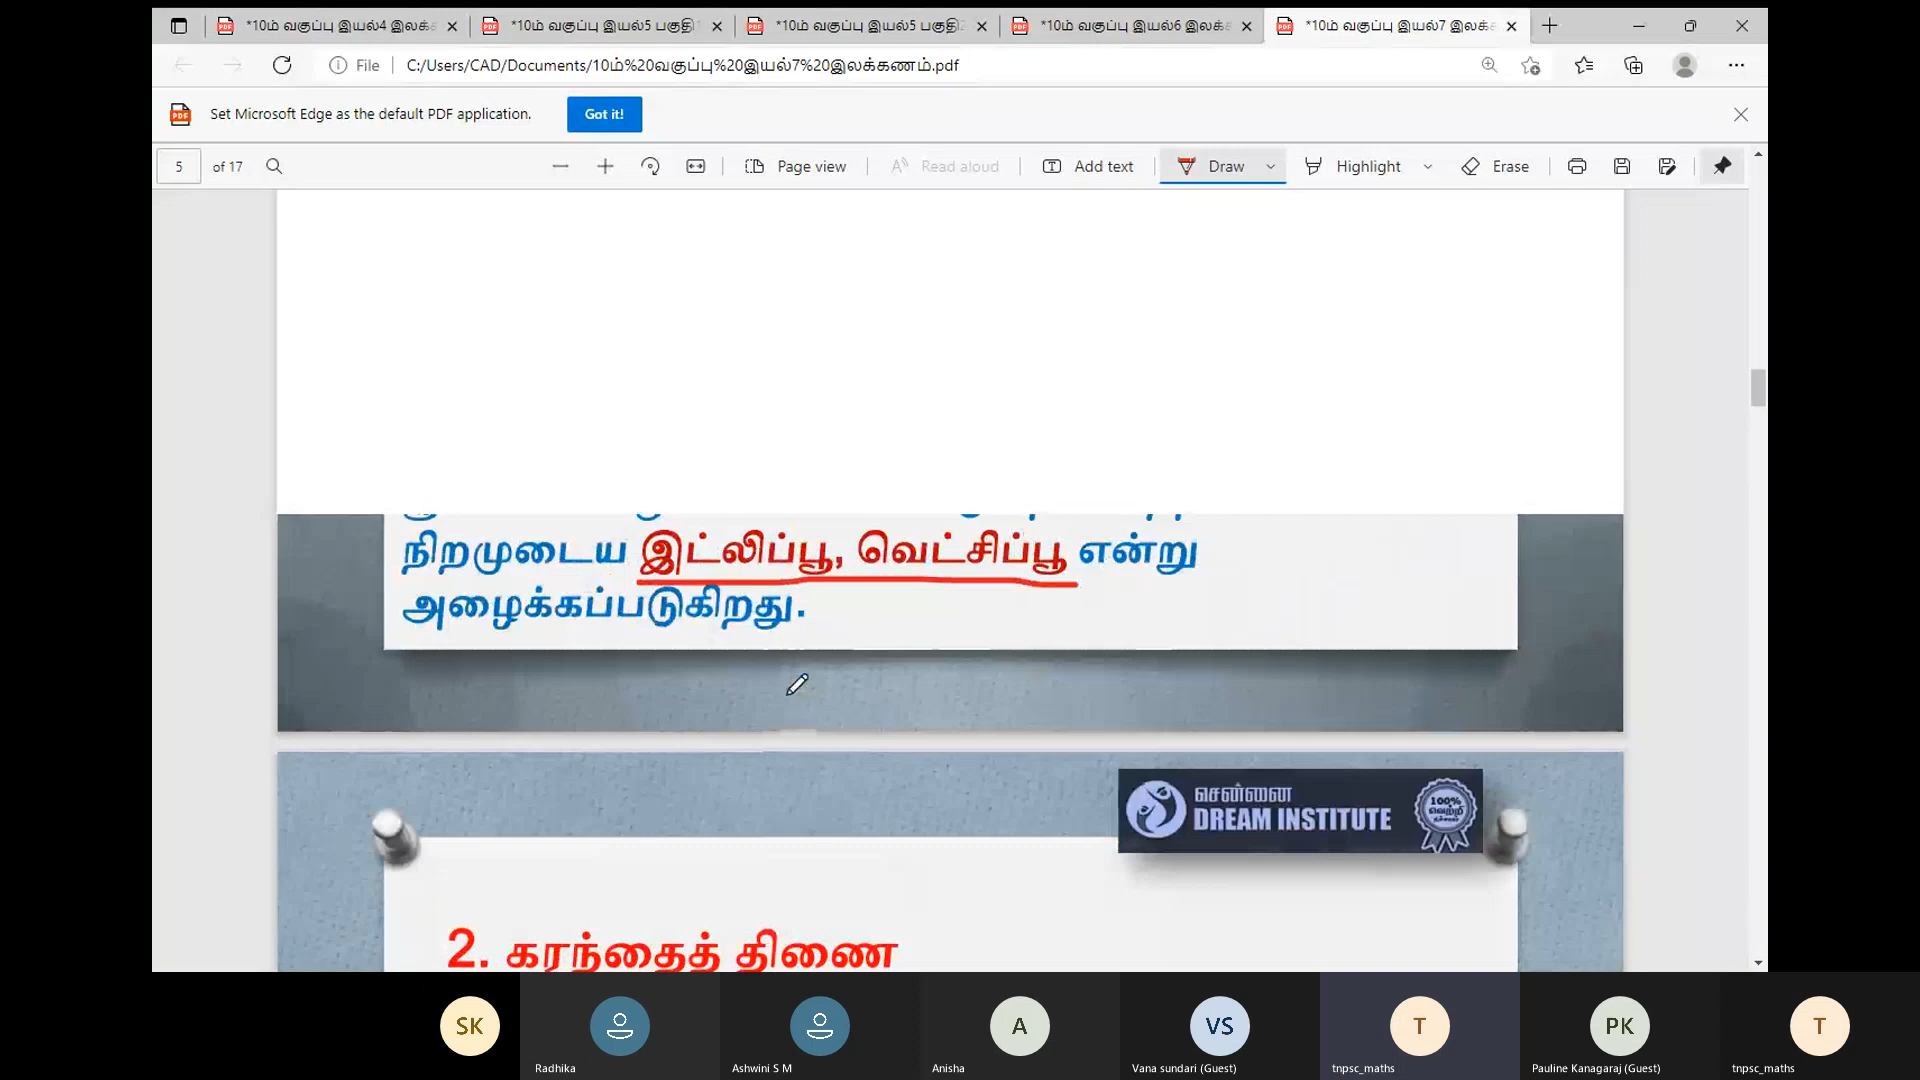 *10ம் வகுப்பு இயல்4 இலக்க
*10ம் வகுப்பு இயல்5 பகுதி
*10ம் வகுப்பு இயல்5 பகுதி
*10ம் வகுப்பு இயல்6 இலக்க
*10ம் வகுப்பு இயல்7 இலக்க
File
C:/Users/CAD/Documents/10ம்%20வகுப்பு%20இயல்7%20இலக்கணம்.pdf
Set Microsoft Edge as the default PDF application.
Got it!
5 of 17
Page view
Read aloud
Add text
Draw
Highlight
Erase
நிறமுடைய இட்லிப்பூ, வெட்சிப்பூ என்று
அழைக்கப்படுகிறது.
சென்னை
DREAM INSTITUTE
100%
வெற்றி
2. கரந்தைத் திணை
SK
A
VS
T
PK
T
Radhika
Ashwini S M
Anisha
Vana sundari (Guest)
tnpsc_maths
Pauline Kanagaraj (Guest)
tnpsc_maths